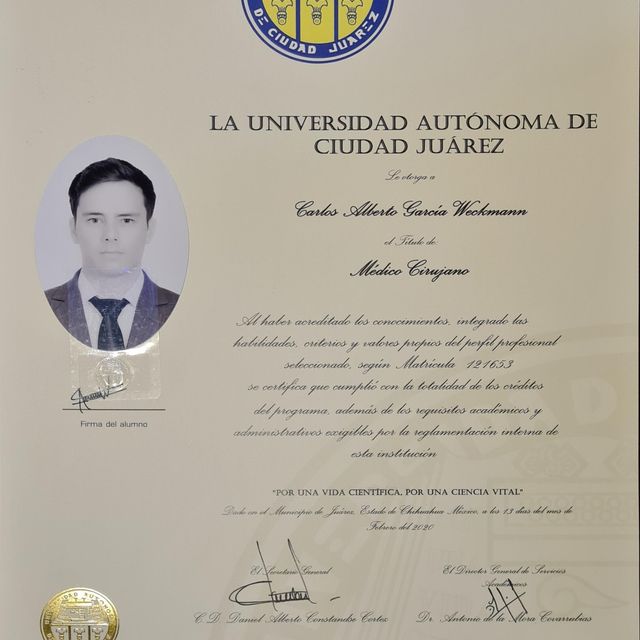 DE CIUDAD JUÁREZ
LA UNIVERSIDAD AUTÓNOMA DE
CIUDAD JUÁREZ
Le otorga a
Carlos Alberto García Weckmann
el Título de:
Médico Cirujano
Al haber acreditado los conocimientos, integrado las
habilidades, criterios y valores propios del perfil profesional
seleccionado, según Matrícula 121653
se certifica que cumplió con la totalidad de los créditos
del programa, además de los requisitos académicos y
administrativos exigibles por la reglamentación interna de
esta institución
Firma del alumno
"POR UNA VIDA CIENTÍFICA, POR UNA CIENCIA VITAL"
Dado en el Municipio de Juárez, Estado de Chihuahua México, a los 13 días del mes de
Febrero del 2020
El Secretario General
C. D. Daniel Alberto Constandse Cortez
El Director General de Servicios
Académicos
Dr. Antonio de la Mora Covarrubias